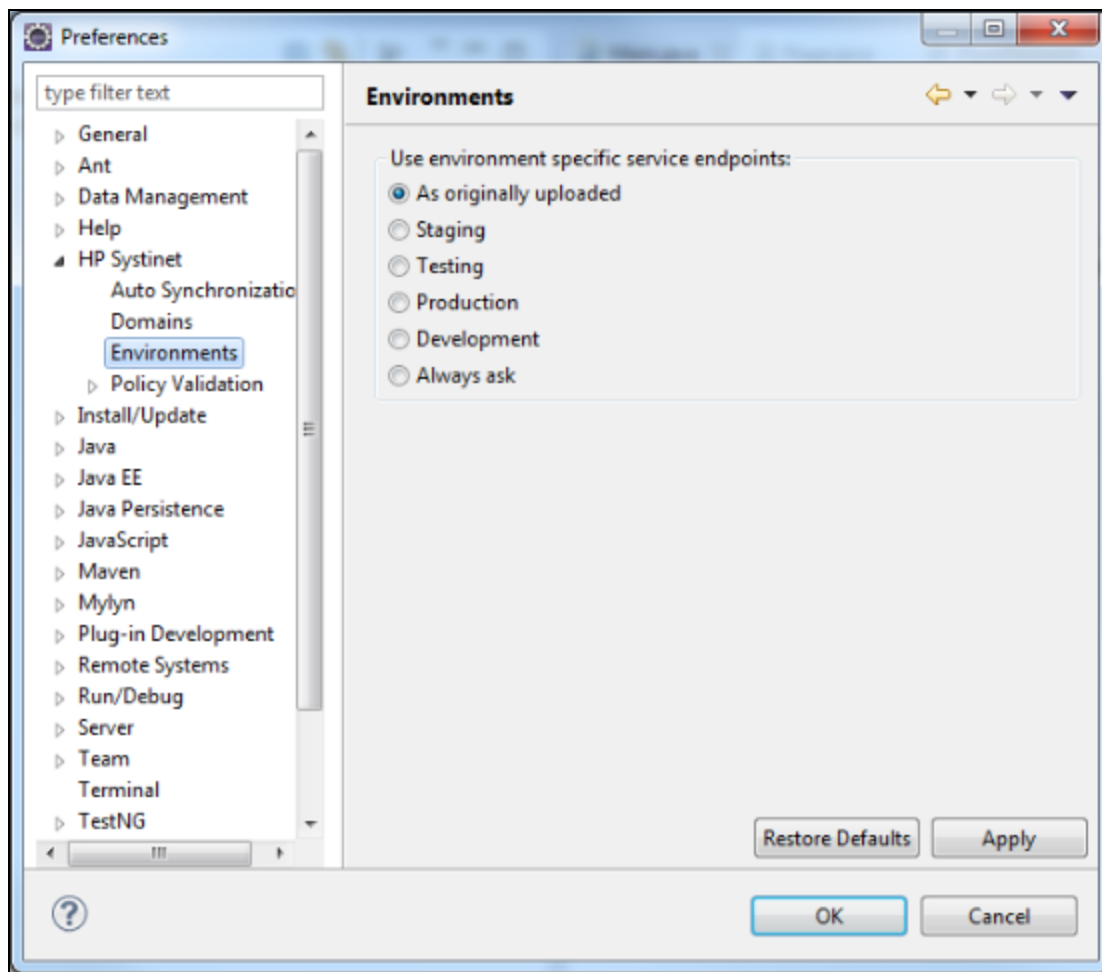 Preferences
type filter text
General
Ant
Data Management
Help
HP Systinet
Auto Synchronizatio
Domains
Environments
Policy Validation
Install/Update
Java
Java EE
Java Persistence
JavaScript
Maven
Mylyn
Plug-in Development
Remote Systems
Run/Debug
Server
Team
Terminal
TestNG
Environments
Use environment specific service endpoints:
As originally uploaded
Staging
Testing
Production
Development
Always ask
Restore Defaults
Apply
OK
Cancel